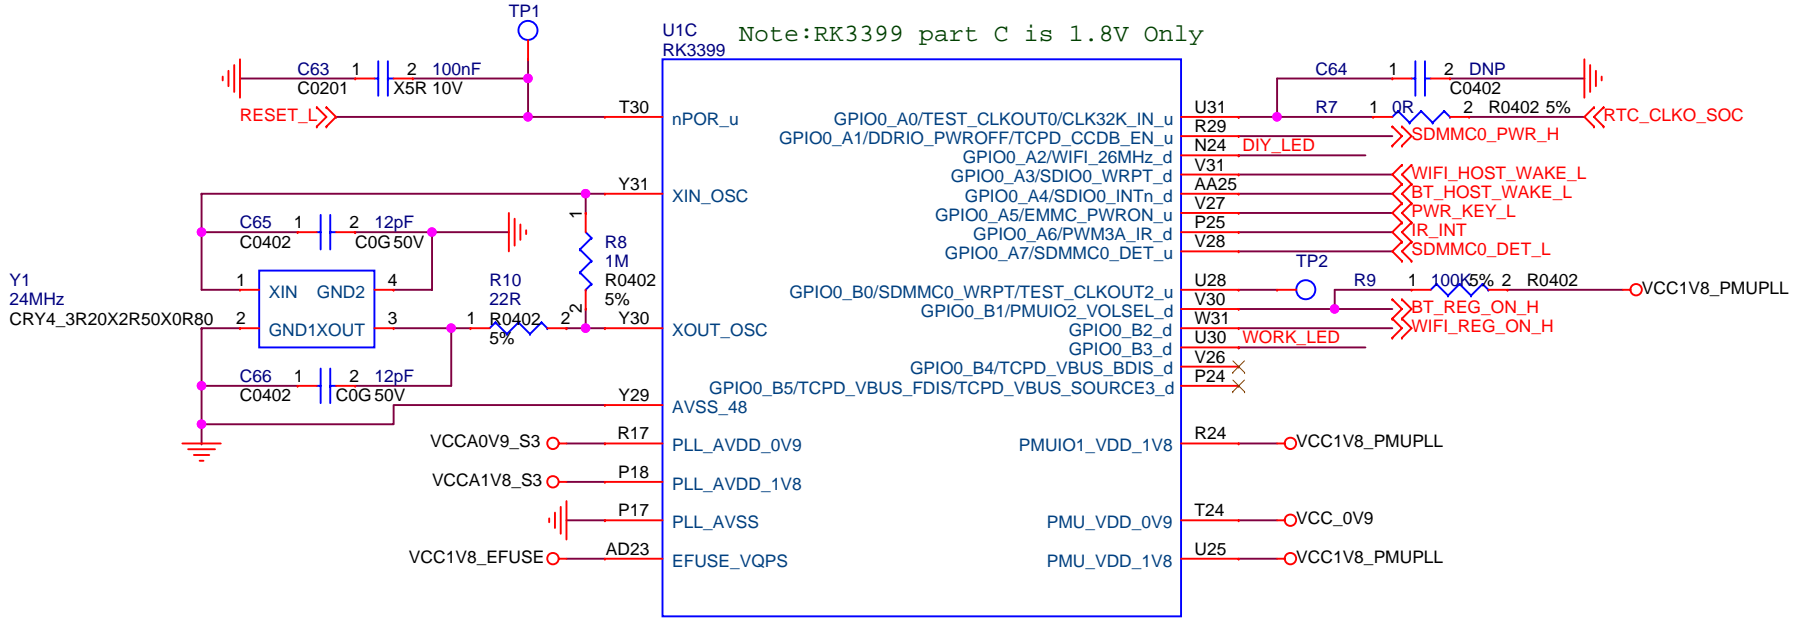 TP1
U1C
RK3399
Note:RK3399 part C is 1.8V Only
C63 1 2 100nF
C0201 X5R 10V
RESET_L
T30 nPOR_u
C64 1 2 DNP
C0402
GPIO0_A0/TEST_CLKOUT0/CLK32K_IN_u U31 R7 1 0R 2 R0402 5% RTC_CLKO_SOC
GPIO0_A1/DDRIO_PWROFF/TCPD_CCDB_EN_u R29 SDMMC0_PWR_H
GPIO0_A2/WIFI_26MHz_d N24 DIY_LED
GPIO0_A3/SDIO0_WRPT_d V31 WIFI_HOST_WAKE_L
Y31 XIN_OSC
GPIO0_A4/SDIO0_INTn_d AA25 BT_HOST_WAKE_L
GPIO0_A5/EMMC_PWRON_u V27 PWR_KEY_L
GPIO0_A6/PWM3A_IR_d P25 IR_INT
GPIO0_A7/SDMMC0_DET_u V28 SDMMC0_DET_L
C65 1 2 12pF
C0402 C0G 50V
1
R8
1M
R0402
5%
2
TP2
GPIO0_B0/SDMMC0_WRPT/TEST_CLKOUT2_u U28
R9 1 100K 5% 2 R0402 VCC1V8_PMUPLL
GPIO0_B1/PMUIO2_VOLSEL_d V30 BT_REG_ON_H
GPIO0_B2_d W31 WIFI_REG_ON_H
GPIO0_B3_d U30 WORK_LED
GPIO0_B4/TCPD_VBUS_BDIS_d V26
GPIO0_B5/TCPD_VBUS_FDIS/TCPD_VBUS_SOURCE3_d P24
Y1
24MHz
CRY4_3R20X2R50X0R80
1 XIN GND2 4
2 GND1 XOUT 3
R10
22R
1 R0402 2
5%
Y30 XOUT_OSC
C66 1 2 12pF
C0402 C0G 50V
Y29 AVSS_48
VCCA0V9_S3 R17 PLL_AVDD_0V9
PMUIO1_VDD_1V8 R24 VCC1V8_PMUPLL
VCCA1V8_S3 P18 PLL_AVDD_1V8
P17 PLL_AVSS
PMU_VDD_0V9 T24 VCC_0V9
VCC1V8_EFUSE AD23 EFUSE_VQPS
PMU_VDD_1V8 U25 VCC1V8_PMUPLL